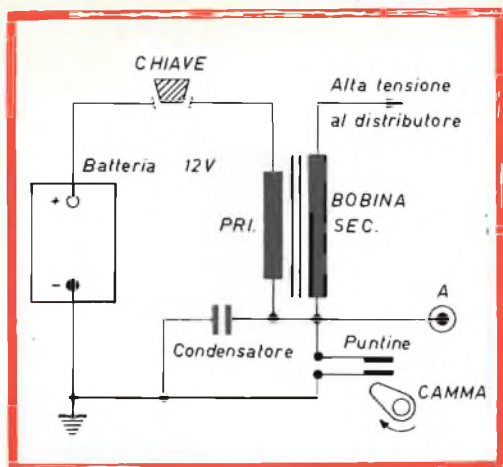 CHIAVE
Alta tensione
al distributore
Batteria 12V
+
-
PRI.
BOBINA
SEC.
A
Condensatore
Puntine
CAMMA